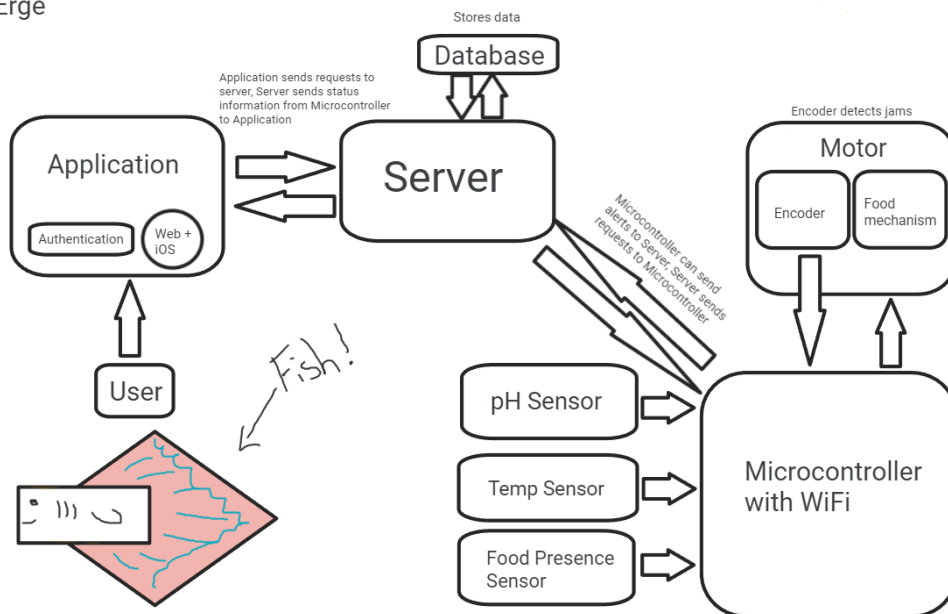 Erge
Stores data
Database
Application sends requests to
server, Server sends status
information from Microcontroller
to Application
Encoder detects jams
Application
Server
Motor
Authentication
Web +
iOS
Encoder
Food
mechanism
Microcontroller can send
alerts to Server, Server sends
requests to Microcontroller
Fish!
User
pH Sensor
Temp Sensor
Food Presence
Sensor
Microcontroller
with WiFi